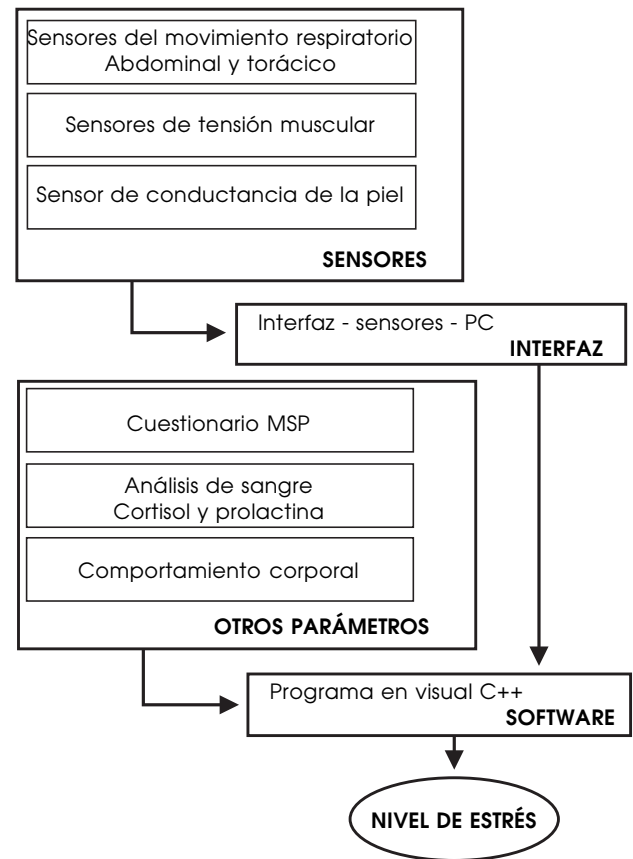 Sensores del movimiento respiratorio
Abdominal y torácico
Sensores de tensión muscular
Sensor de conductancia de la piel
SENSORES
Interfaz - sensores - PC
INTERFAZ
Cuestionario MSP
Análisis de sangre
Cortisol y prolactina
Comportamiento corporal
OTROS PARÁMETROS
Programa en visual C++
SOFTWARE
NIVEL DE ESTRÉS